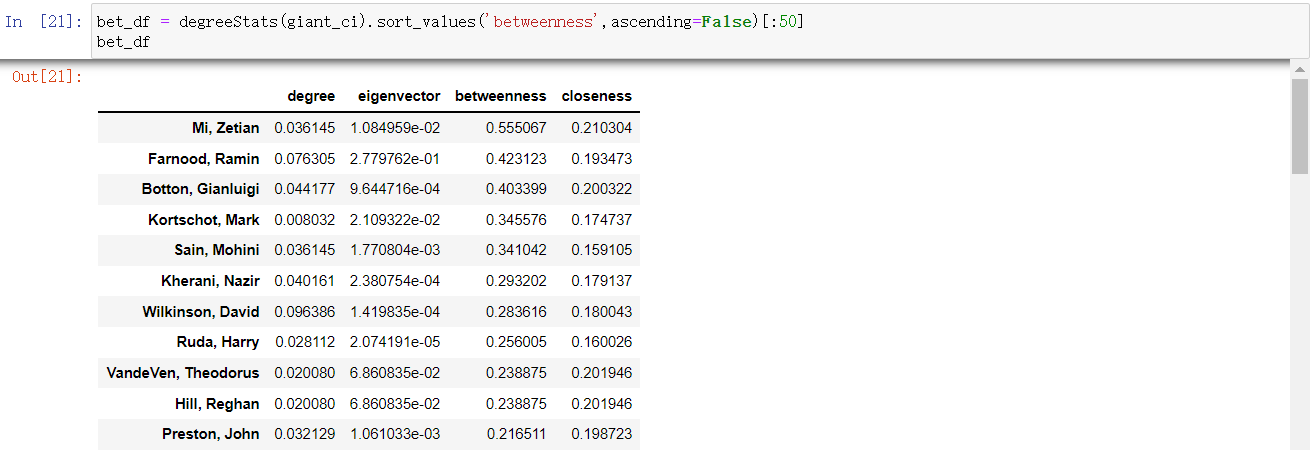 In [21]: bet_df = degreeStats(giant_ci).sort_values('betweenness',ascending=False)[:50]
bet_df
Out[21]:
degree eigenvector betweenness closeness
Mi, Zetian 0.036145 1.084959e-02 0.555067 0.210304
Farnood, Ramin 0.076305 2.779762e-01 0.423123 0.193473
Botton, Gianluigi 0.044177 9.644716e-04 0.403399 0.200322
Kortschot, Mark 0.008032 2.109322e-02 0.345576 0.174737
Sain, Mohini 0.036145 1.770804e-03 0.341042 0.159105
Kherani, Nazir 0.040161 2.380754e-04 0.293202 0.179137
Wilkinson, David 0.096386 1.419835e-04 0.283616 0.180043
Ruda, Harry 0.028112 2.074191e-05 0.256005 0.160026
VandeVen, Theodorus 0.020080 6.860835e-02 0.238875 0.201946
Hill, Reghan 0.020080 6.860835e-02 0.238875 0.201946
Preston, John 0.032129 1.061033e-03 0.216511 0.198723